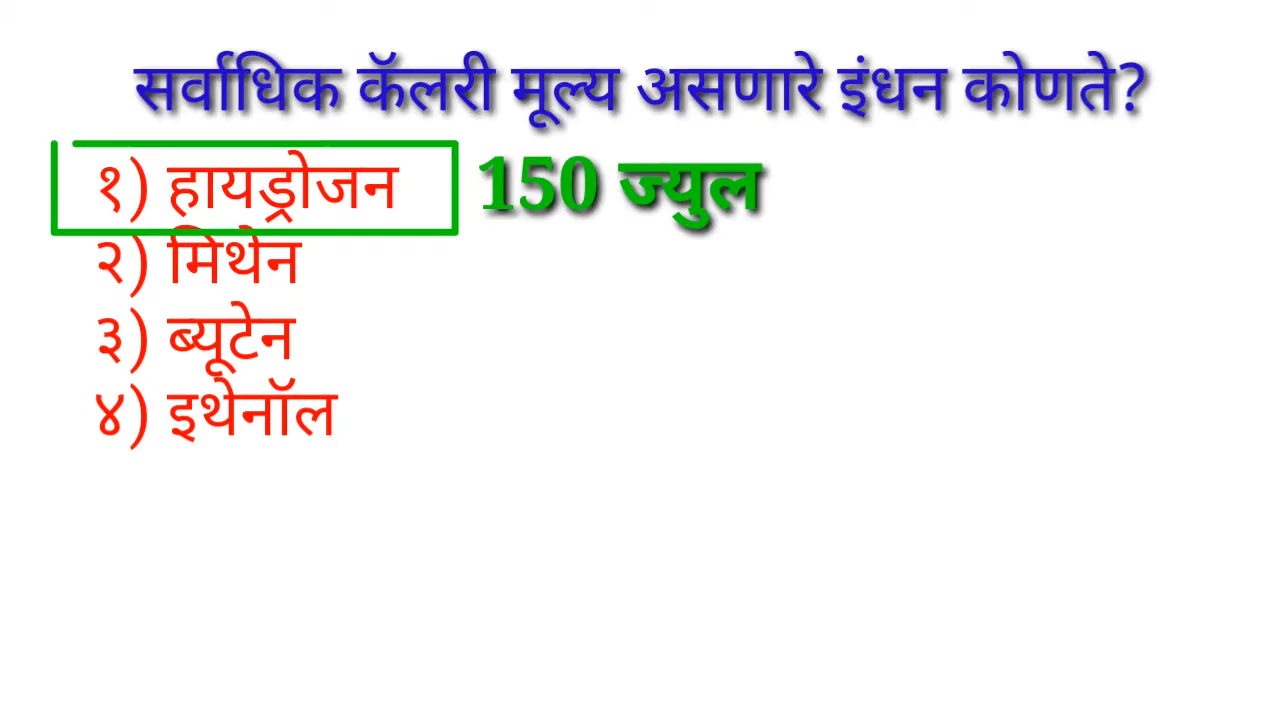 सर्वाधिक कॅलरी मूल्य असणारे इंधन कोणते?
१) हायड्रोजन 150 ज्युल
२) मिथेन
३) ब्यूटेन
४) इथेनॉल